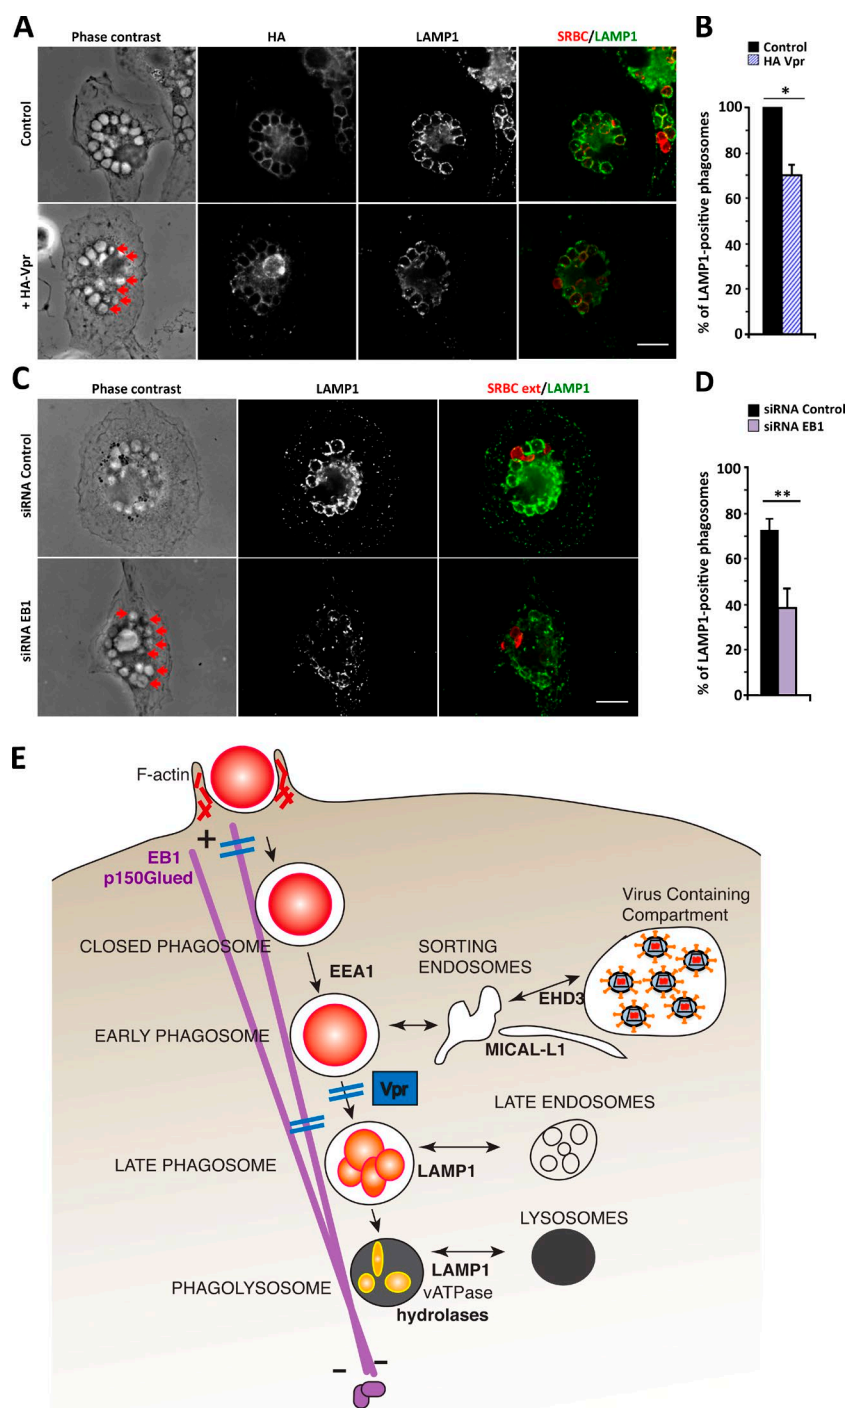 A
Phase contrast
HA
LAMP1
SRBC/LAMP1
Control
+ HA-Vpr
B
Control
HA Vpr
*
% of LAMP1-positive phagosomes
100
80
60
40
20
0
C
Phase contrast
LAMP1
SRBC ext/LAMP1
siRNA Control
siRNA EB1
D
siRNA Control
siRNA EB1
**
% of LAMP1-positive phagosomes
100
80
60
40
20
0
E
F-actin
+
EB1
p150Glued
CLOSED PHAGOSOME
EEA1
EARLY PHAGOSOME
SORTING
ENDOSOMES
EHD3
MICAL-L1
Virus Containing
Compartment
Vpr
LATE PHAGOSOME
LAMP1
LATE ENDOSOMES
PHAGOLYSOSOME
LAMP1
vATPase
hydrolases
LYSOSOMES
– –